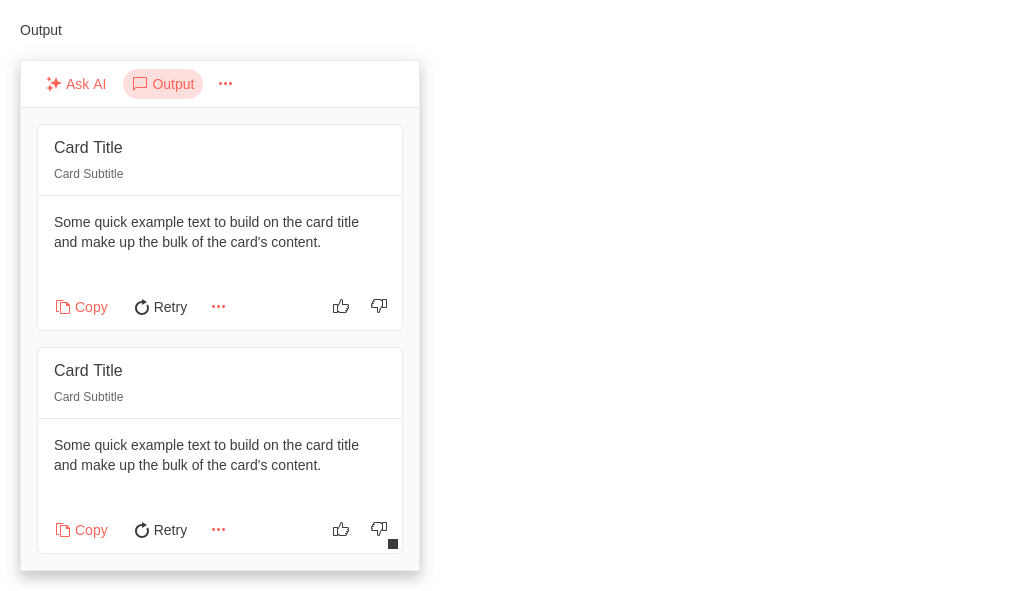 Output
Ask AI Output
Card Title
Card Subtitle
Some quick example text to build on the card title
and make up the bulk of the card's content.
Copy Retry
Card Title
Card Subtitle
Some quick example text to build on the card title
and make up the bulk of the card's content.
Copy Retry